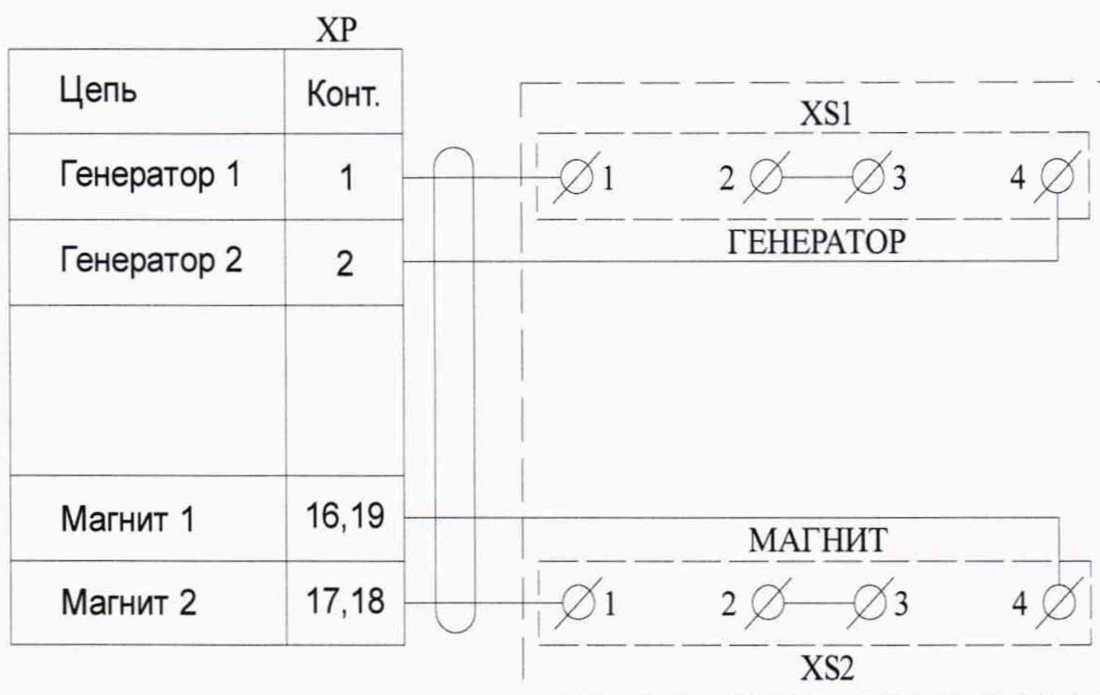 XP
Цепь Конт.
XS1
Генератор 1 1 1 2 3 4
ГЕНЕРАТОР
Генератор 2 2
Магнит 1 16,19
МАГНИТ
Магнит 2 17,18 1 2 3 4
XS2